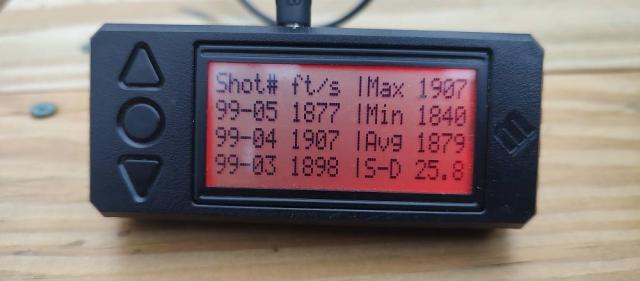 Shot# ft/s |Max 1907
99-05 1877 |Min 1840
99-04 1907 |Avg 1879
99-03 1898 |S-D 25.8